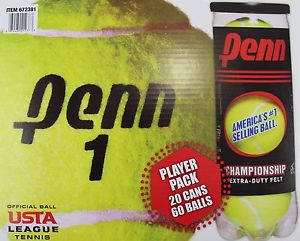 ITEM 672381
Penn
1
OFFICIAL BALL
USTA
LEAGUE
TENNIS
PLAYER
PACK
20 CANS
60 BALLS
Penn
AMERICA'S #1
SELLING BALL.
CHAMPIONSHIP
EXTRA-DUTY FELT